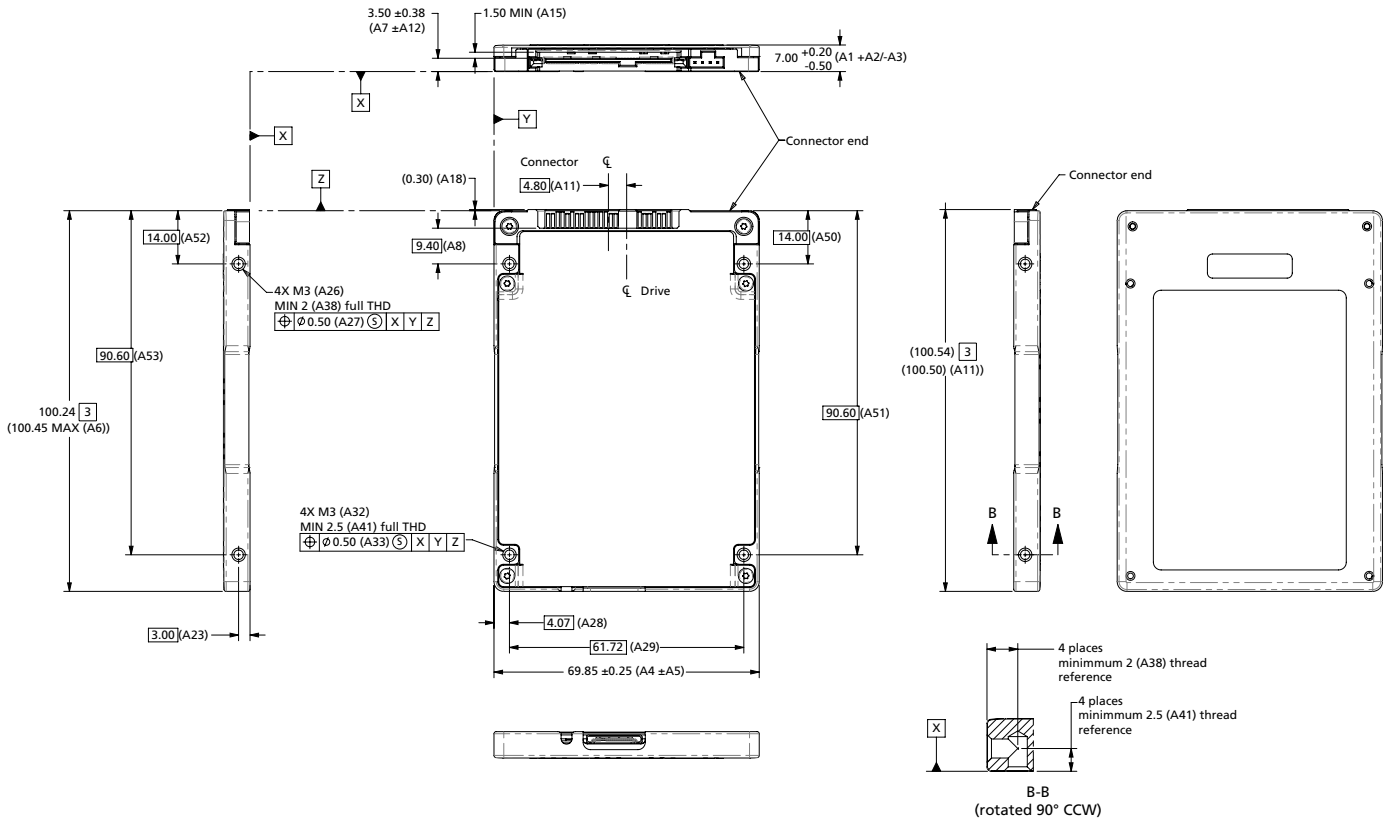 3.50 ±0.38
(A7 ±A12)
1.50 MIN (A15)
7.00 +0.20 -0.50 (A1 +A2/-A3)
X
X
Y
Connector end
Connector ℄
Z
(0.30) (A18)
4.80 (A11)
Connector end
14.00 (A52)
9.40 (A8)
14.00 (A50)
℄ Drive
4X M3 (A26)
MIN 2 (A38) full THD
⌖ Ø 0.50 (A27) Ⓢ X Y Z
90.60 (A53)
(100.54) 3
(100.50) (A11))
100.24 3
(100.45 MAX (A6))
90.60 (A51)
4X M3 (A32)
MIN 2.5 (A41) full THD
⌖ Ø 0.50 (A33) Ⓢ X Y Z
B B
4.07 (A28)
3.00 (A23)
61.72 (A29)
69.85 ±0.25 (A4 ±A5)
4 places
minimmum 2 (A38) thread
reference
4 places
minimmum 2.5 (A41) thread
reference
X
B-B
(rotated 90° CCW)